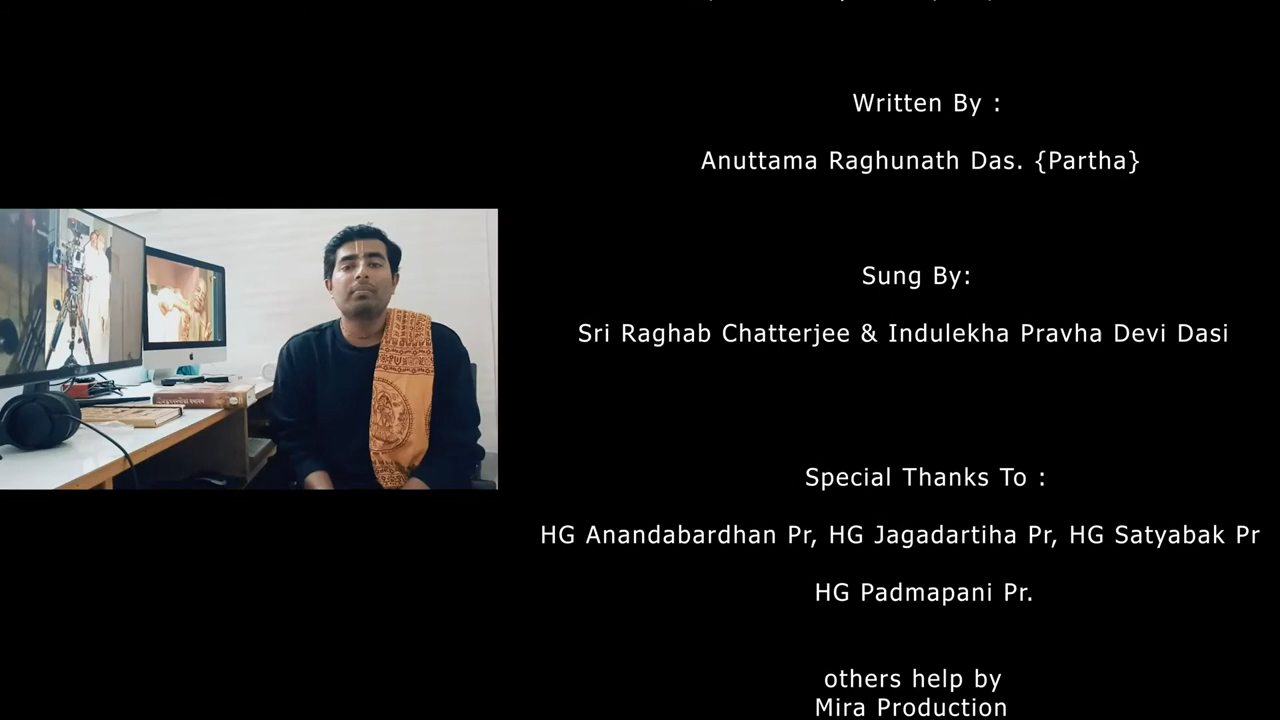 Written By :
Anuttama Raghunath Das. {Partha}
Sung By:
Sri Raghab Chatterjee & Indulekha Pravha Devi Dasi
Special Thanks To :
HG Anandabardhan Pr, HG Jagadartiha Pr, HG Satyabak Pr
HG Padmapani Pr.
others help by
Mira Production